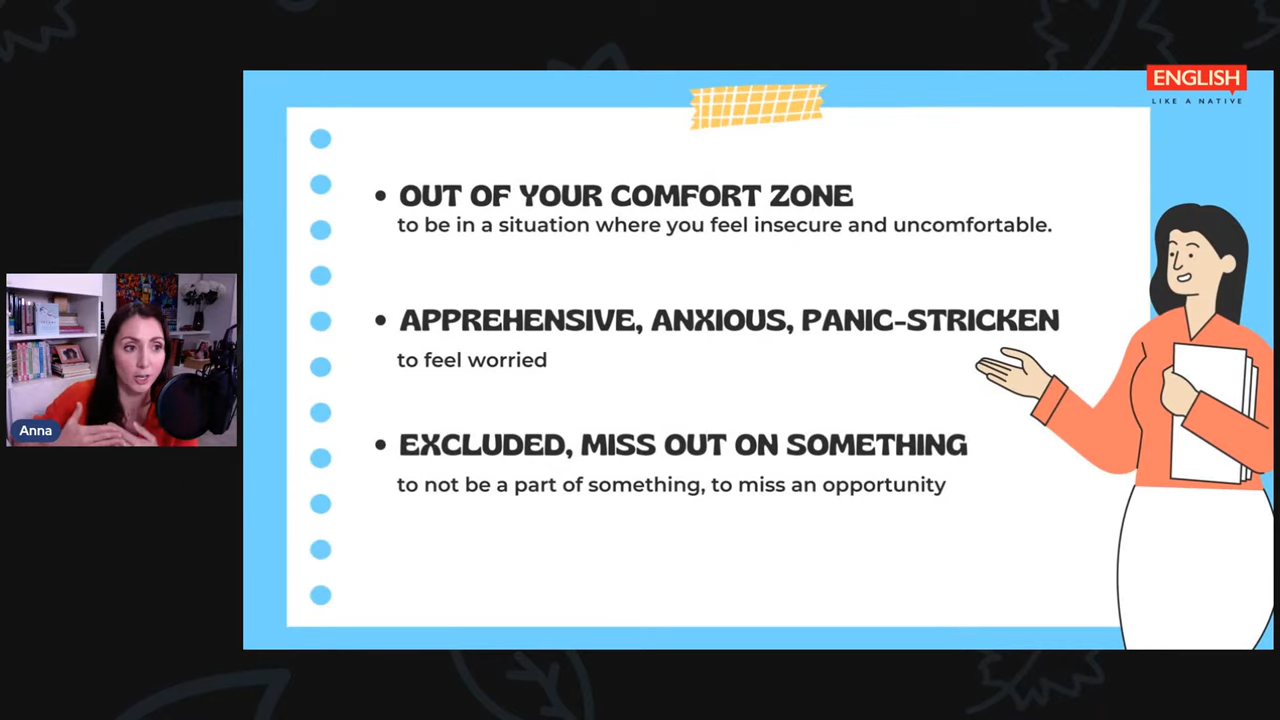 ENGLISH
LIKE A NATIVE
• OUT OF YOUR COMFORT ZONE
to be in a situation where you feel insecure and uncomfortable.
• APPREHENSIVE, ANXIOUS, PANIC-STRICKEN
to feel worried
• EXCLUDED, MISS OUT ON SOMETHING
to not be a part of something, to miss an opportunity
Anna